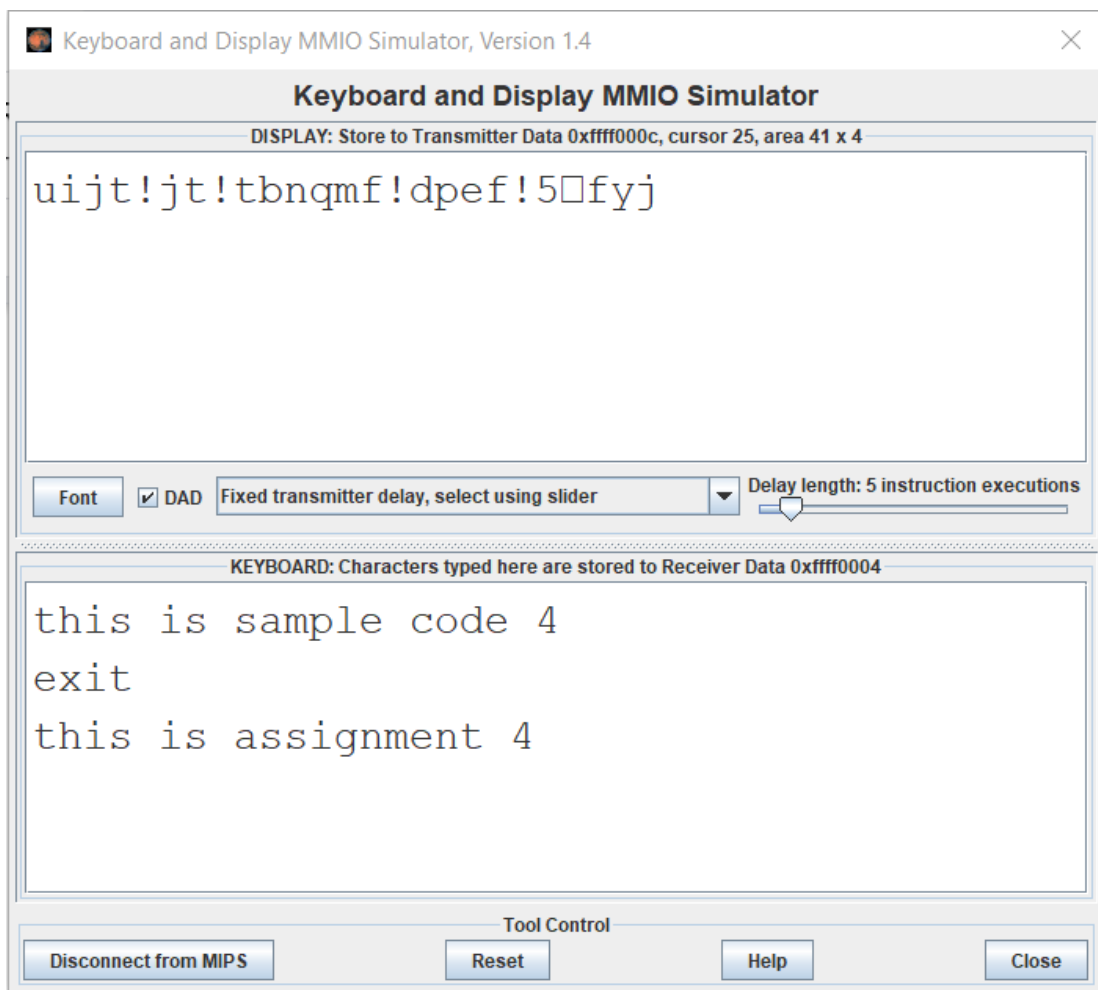 Keyboard and Display MMIO Simulator, Version 1.4
Keyboard and Display MMIO Simulator
DISPLAY: Store to Transmitter Data 0xffff000c, cursor 25, area 41 x 4
uijt!jt!tbnqmf!dpef!5□fyj
Font
DAD
Fixed transmitter delay, select using slider
Delay length: 5 instruction executions
KEYBOARD: Characters typed here are stored to Receiver Data 0xffff0004
this is sample code 4
exit
this is assignment 4
Tool Control
Disconnect from MIPS
Reset
Help
Close